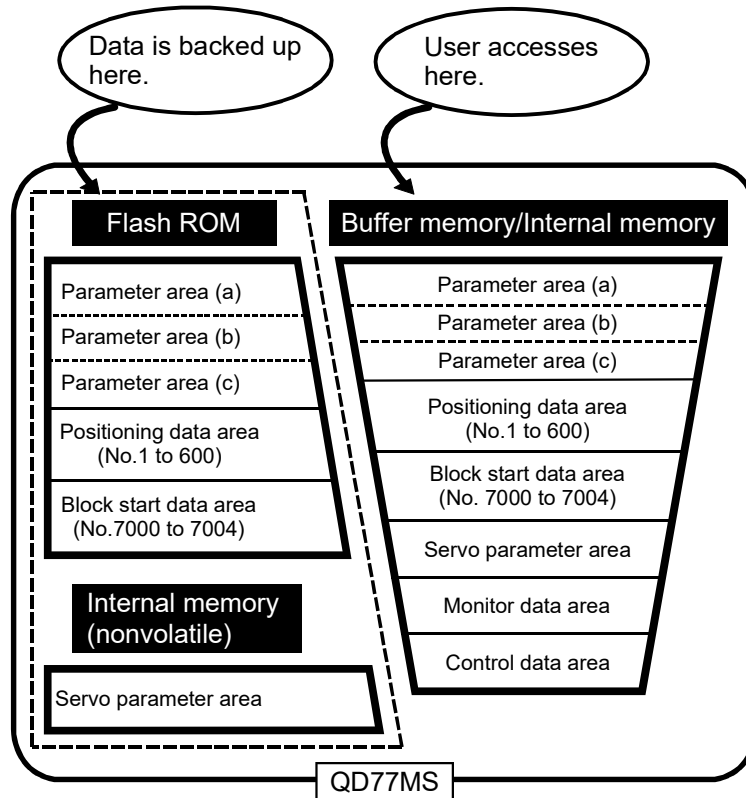 Data is backed up
here.
User accesses
here.
Flash ROM
Parameter area (a)
Parameter area (b)
Parameter area (c)
Positioning data area
(No.1 to 600)
Block start data area
(No.7000 to 7004)
Internal memory
(nonvolatile)
Servo parameter area
Buffer memory/Internal memory
Parameter area (a)
Parameter area (b)
Parameter area (c)
Positioning data area
(No.1 to 600)
Block start data area
(No. 7000 to 7004)
Servo parameter area
Monitor data area
Control data area
QD77MS